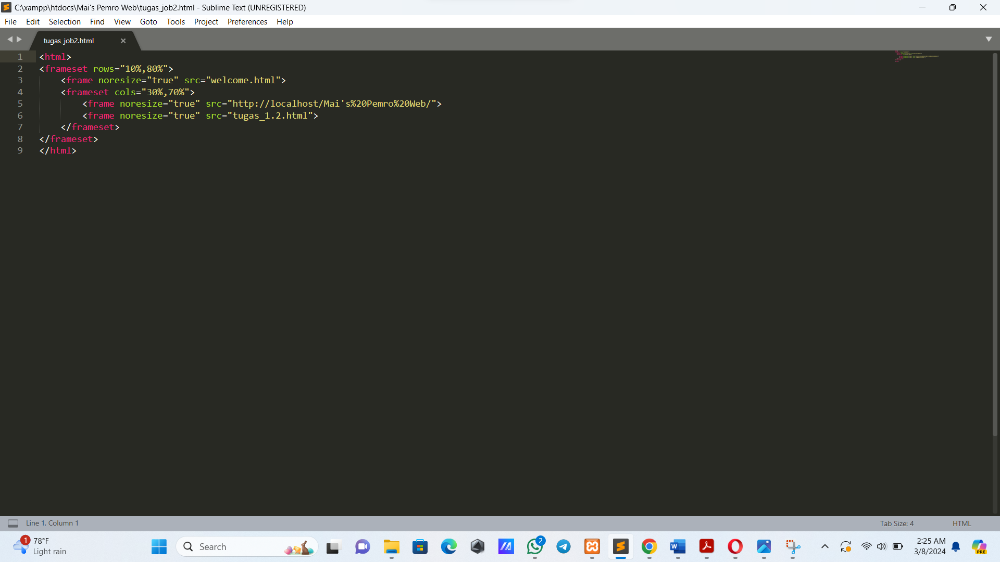 C:\xampp\htdocs\Mai's Pemro Web\tugas_job2.html - Sublime Text (UNREGISTERED)
File Edit Selection Find View Goto Tools Project Preferences Help
tugas_job2.html
1 <html>
2 <frameset rows="10%,80%">
3 <frame noresize="true" src="welcome.html">
4 <frameset cols="30%,70%">
5 <frame noresize="true" src="http://localhost/Mai's%20Pemro%20Web/">
6 <frame noresize="true" src="tugas_1.2.html">
7 </frameset>
8 </frameset>
9 </html>
Line 1, Column 1 Tab Size: 4 HTML
1 78°F
Light rain
Search
2
W
2:25 AM
3/8/2024
PRE